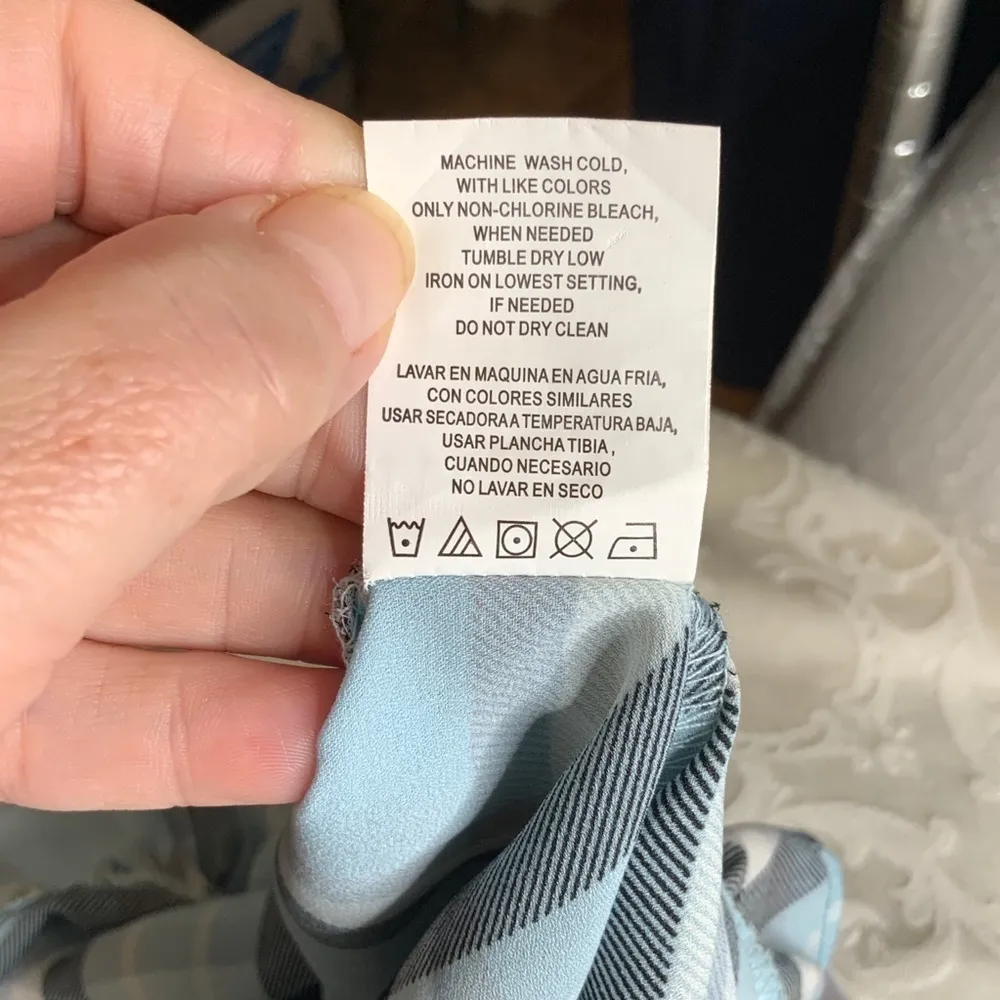 MACHINE WASH COLD,
WITH LIKE COLORS
ONLY NON-CHLORINE BLEACH,
WHEN NEEDED
TUMBLE DRY LOW
IRON ON LOWEST SETTING,
IF NEEDED
DO NOT DRY CLEAN
LAVAR EN MAQUINA EN AGUA FRIA,
CON COLORES SIMILARES
USAR SECADORA A TEMPERATURA BAJA,
USAR PLANCHA TIBIA ,
CUANDO NECESARIO
NO LAVAR EN SECO